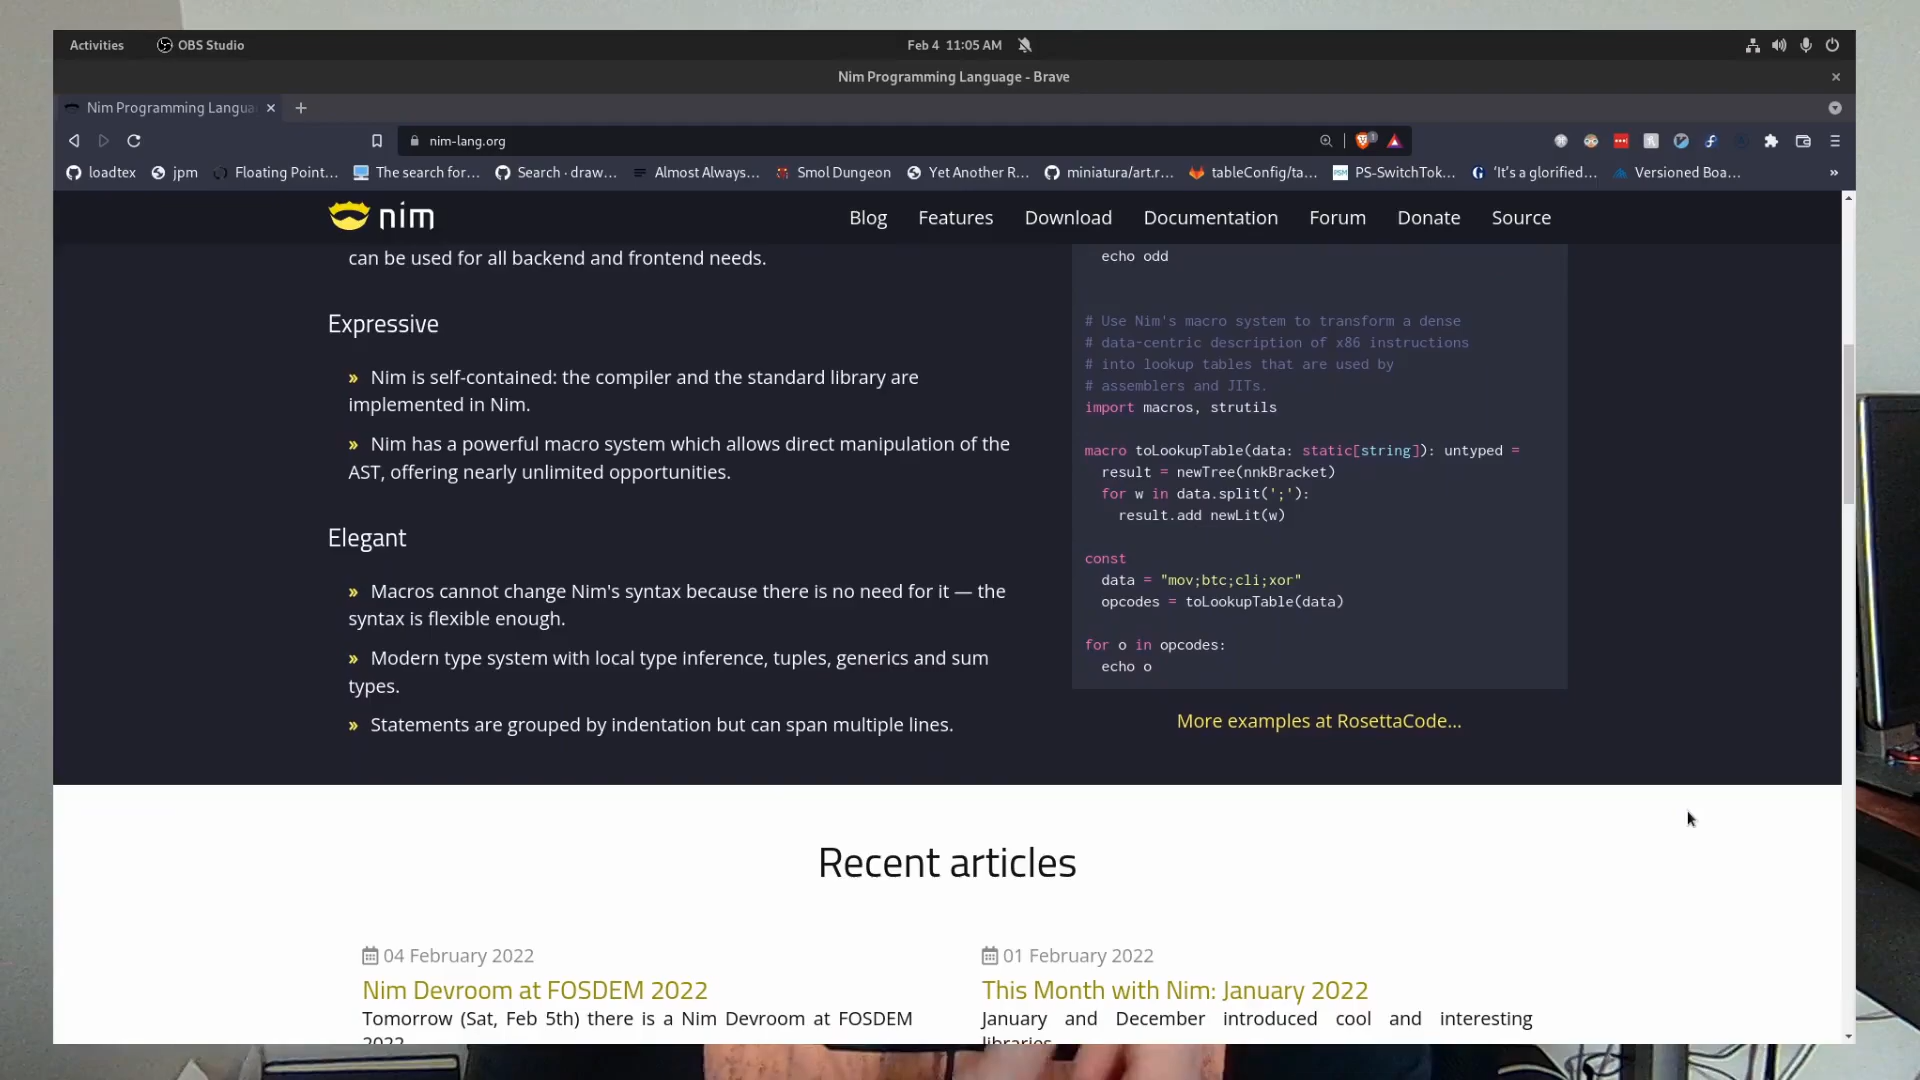 Activities
OBS Studio
Feb 4 11:05 AM
Nim Programming Language - Brave
Nim Programming Langua
nim-lang.org
loadtex
jpm
Floating Point...
The search for...
Search · draw...
Almost Always...
Smol Dungeon
Yet Another R...
miniatura/art.r...
tableConfig/ta...
PS-SwitchTok...
'It's a glorified...
Versioned Boa...
nim
Blog
Features
Download
Documentation
Forum
Donate
Source
can be used for all backend and frontend needs.
Expressive
» Nim is self-contained: the compiler and the standard library are
implemented in Nim.
» Nim has a powerful macro system which allows direct manipulation of the
AST, offering nearly unlimited opportunities.
Elegant
» Macros cannot change Nim's syntax because there is no need for it — the
syntax is flexible enough.
» Modern type system with local type inference, tuples, generics and sum
types.
» Statements are grouped by indentation but can span multiple lines.
echo odd
# Use Nim's macro system to transform a dense
# data-centric description of x86 instructions
# into lookup tables that are used by
# assemblers and JITs.
import macros, strutils
macro toLookupTable(data: static[string]): untyped =
result = newTree(nnkBracket)
for w in data.split(';'):
result.add newLit(w)
const
data = "mov;btc;cli;xor"
opcodes = toLookupTable(data)
for o in opcodes:
echo o
More examples at RosettaCode...
Recent articles
04 February 2022
Nim Devroom at FOSDEM 2022
Tomorrow (Sat, Feb 5th) there is a Nim Devroom at FOSDEM
2022
01 February 2022
This Month with Nim: January 2022
January and December introduced cool and interesting
libraries